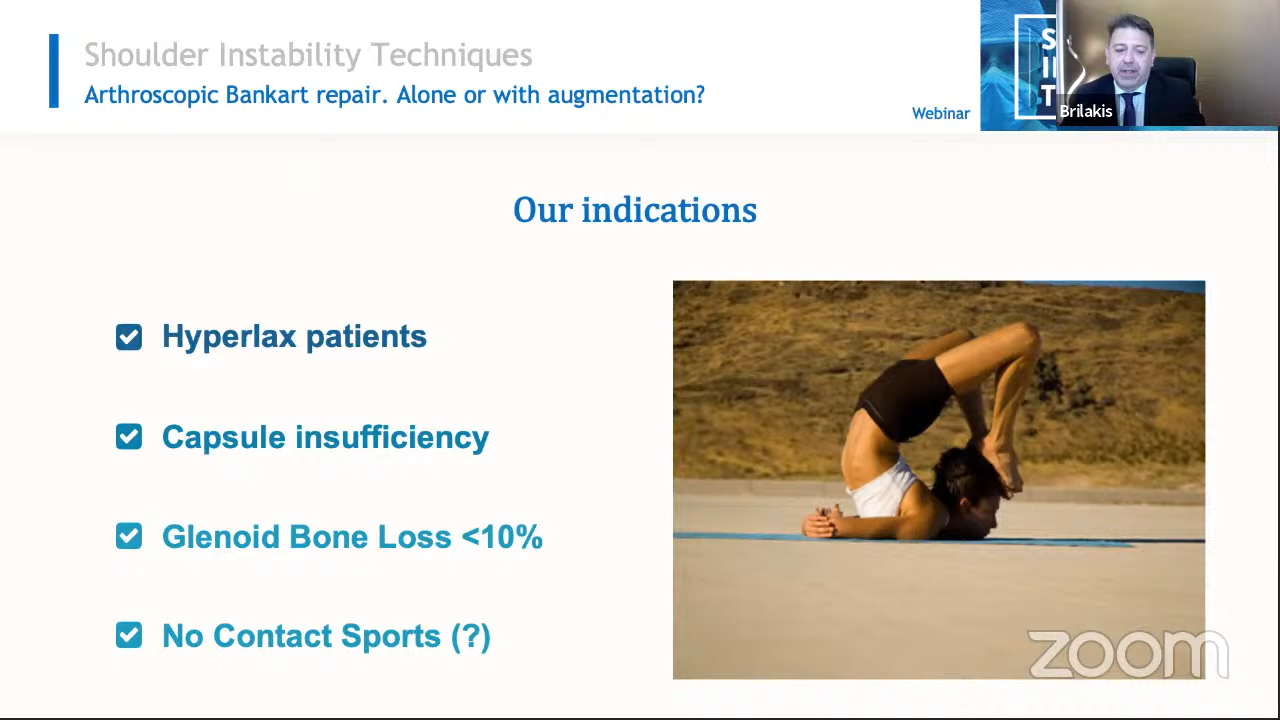 Shoulder Instability Techniques
Arthroscopic Bankart repair. Alone or with augmentation?
Webinar
S
I
T
Brilakis
Our indications
Hyperlax patients
Capsule insufficiency
Glenoid Bone Loss <10%
No Contact Sports (?)
zoom